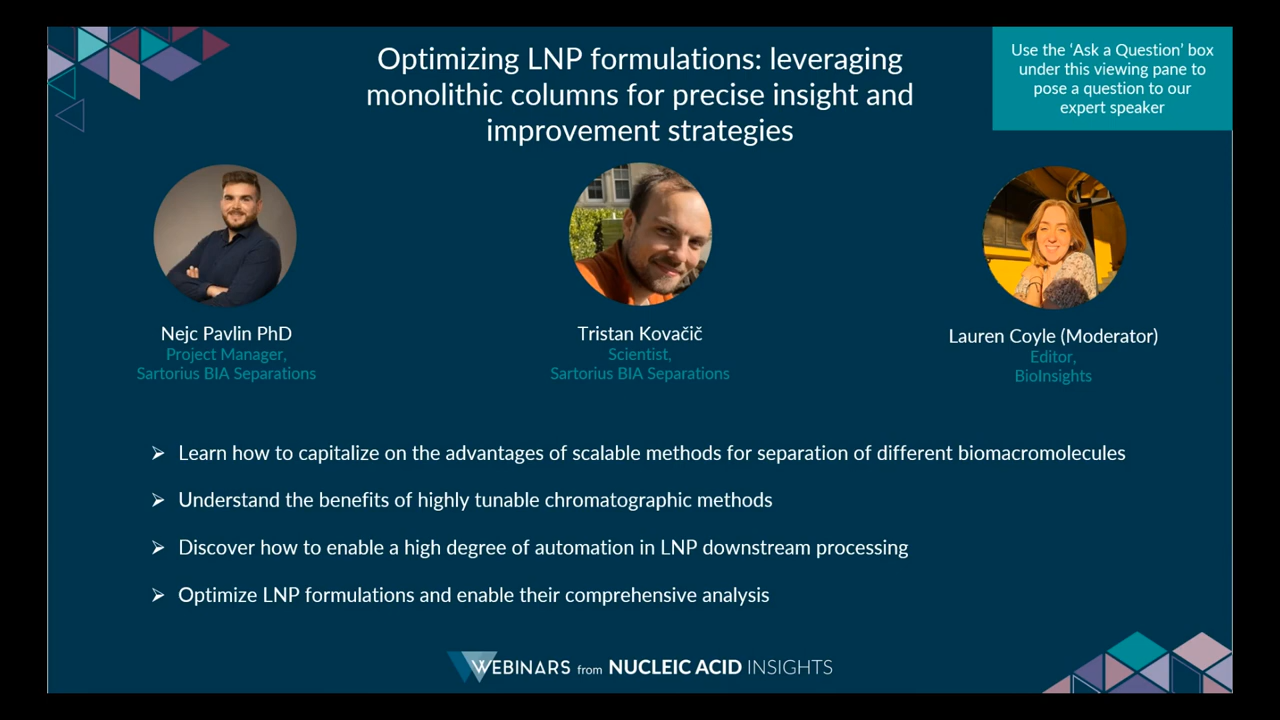 Optimizing LNP formulations: leveraging
monolithic columns for precise insight and
improvement strategies
Use the ‘Ask a Question’ box
under this viewing pane to
pose a question to our
expert speaker
Nejc Pavlin PhD
Project Manager,
Sartorius BIA Separations
Tristan Kovačič
Scientist,
Sartorius BIA Separations
Lauren Coyle (Moderator)
Editor,
BioInsights
➢ Learn how to capitalize on the advantages of scalable methods for separation of different biomacromolecules
➢ Understand the benefits of highly tunable chromatographic methods
➢ Discover how to enable a high degree of automation in LNP downstream processing
➢ Optimize LNP formulations and enable their comprehensive analysis
WEBINARS from NUCLEIC ACID INSIGHTS